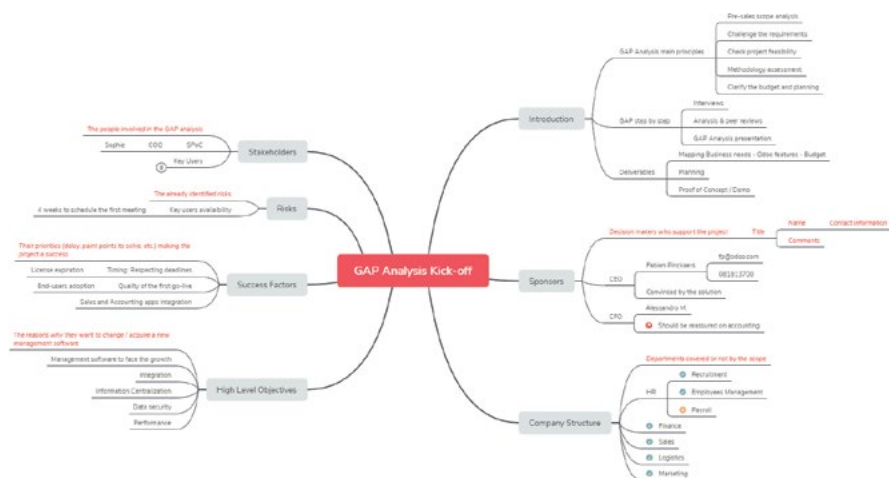 GAP Analysis Kick-off
Introduction
GAP Analysis main principles
Pre-sales scope analysis
Challenge the requirements
Check project feasibility
Methodology assessment
Clarify the budget and planning
GAP step by step
Interviews
Analysis & peer reviews
GAP Analysis presentation
Deliverables
Mapping Business needs - Odoo features - Budget
Planning
Proof of Concept / Demo
Sponsors
Decision makers who support the project
Title
Name
Contact information
Comments
CEO
Fabien Pinckaers
fp@odoo.com
Convinced by the solution
CFO
Alessandro M.
Should be reassured on accounting
Company Structure
Departments covered or not by the scope
HR
Recruitment
Employees Management
Payroll
Finance
Sales
Logistics
Marketing
Stakeholders
The people involved in the GAP analysis
Sophie
COO
SPoC
Key Users
Risks
The already identified risks
4 weeks to schedule the first meeting
Key users availability
Success Factors
Their priorities (delay, paint points to solve, etc.) making the
project a success
License expiration
Timing: Respecting deadlines
End-users adoption
Quality of the first go-live
Sales and Accounting apps integration
High Level Objectives
The reasons why they want to change / acquire a new
management software
Management software to face the growth
Integration
Information Centralization
Data security
Performance